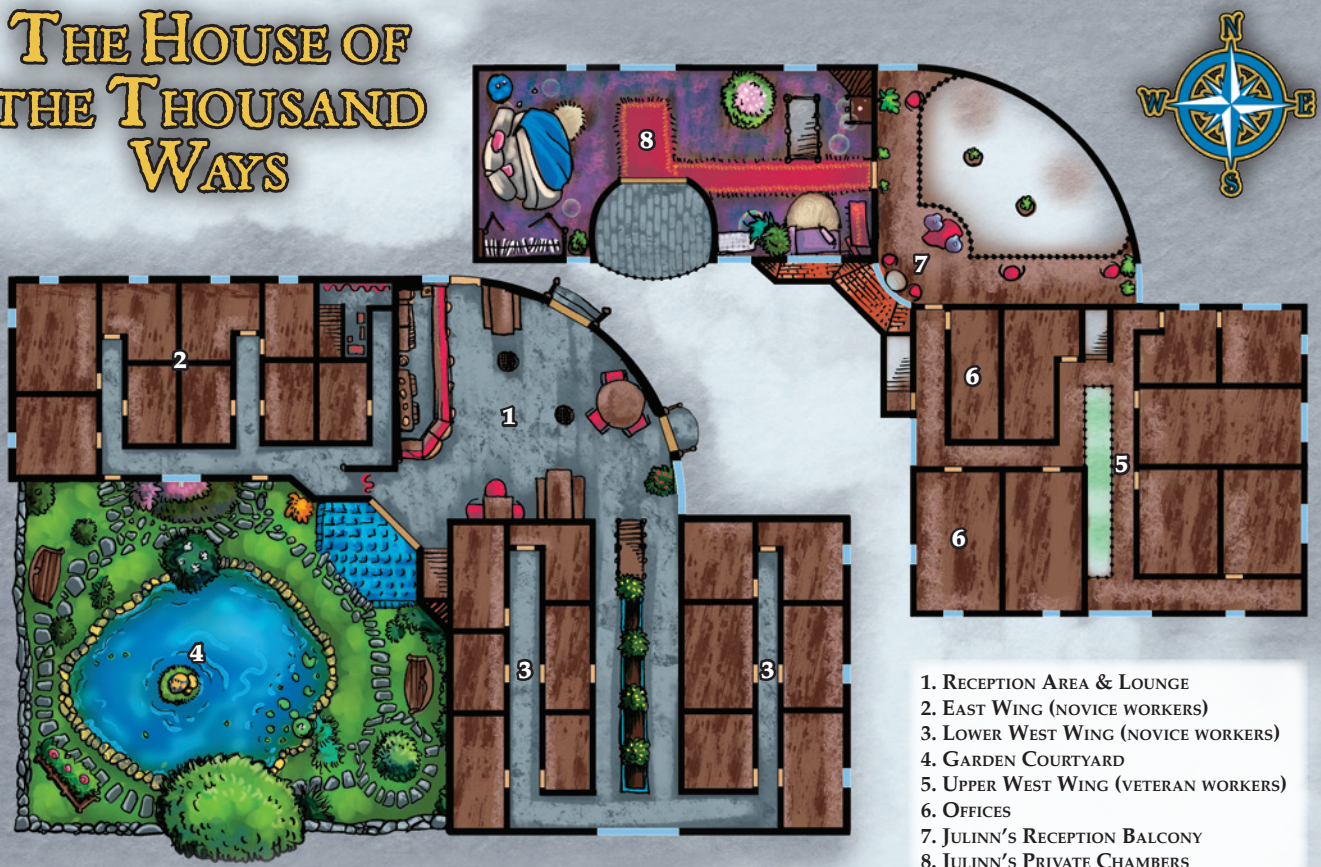 THE HOUSE OF
THE THOUSAND
WAYS
N
W E
S
8
7
2
1
6
5
6
4
3 3
1. RECEPTION AREA & LOUNGE
2. EAST WING (NOVICE WORKERS)
3. LOWER WEST WING (NOVICE WORKERS)
4. GARDEN COURTYARD
5. UPPER WEST WING (VETERAN WORKERS)
6. OFFICES
7. JULINN'S RECEPTION BALCONY
8. JULINN'S PRIVATE CHAMBERS